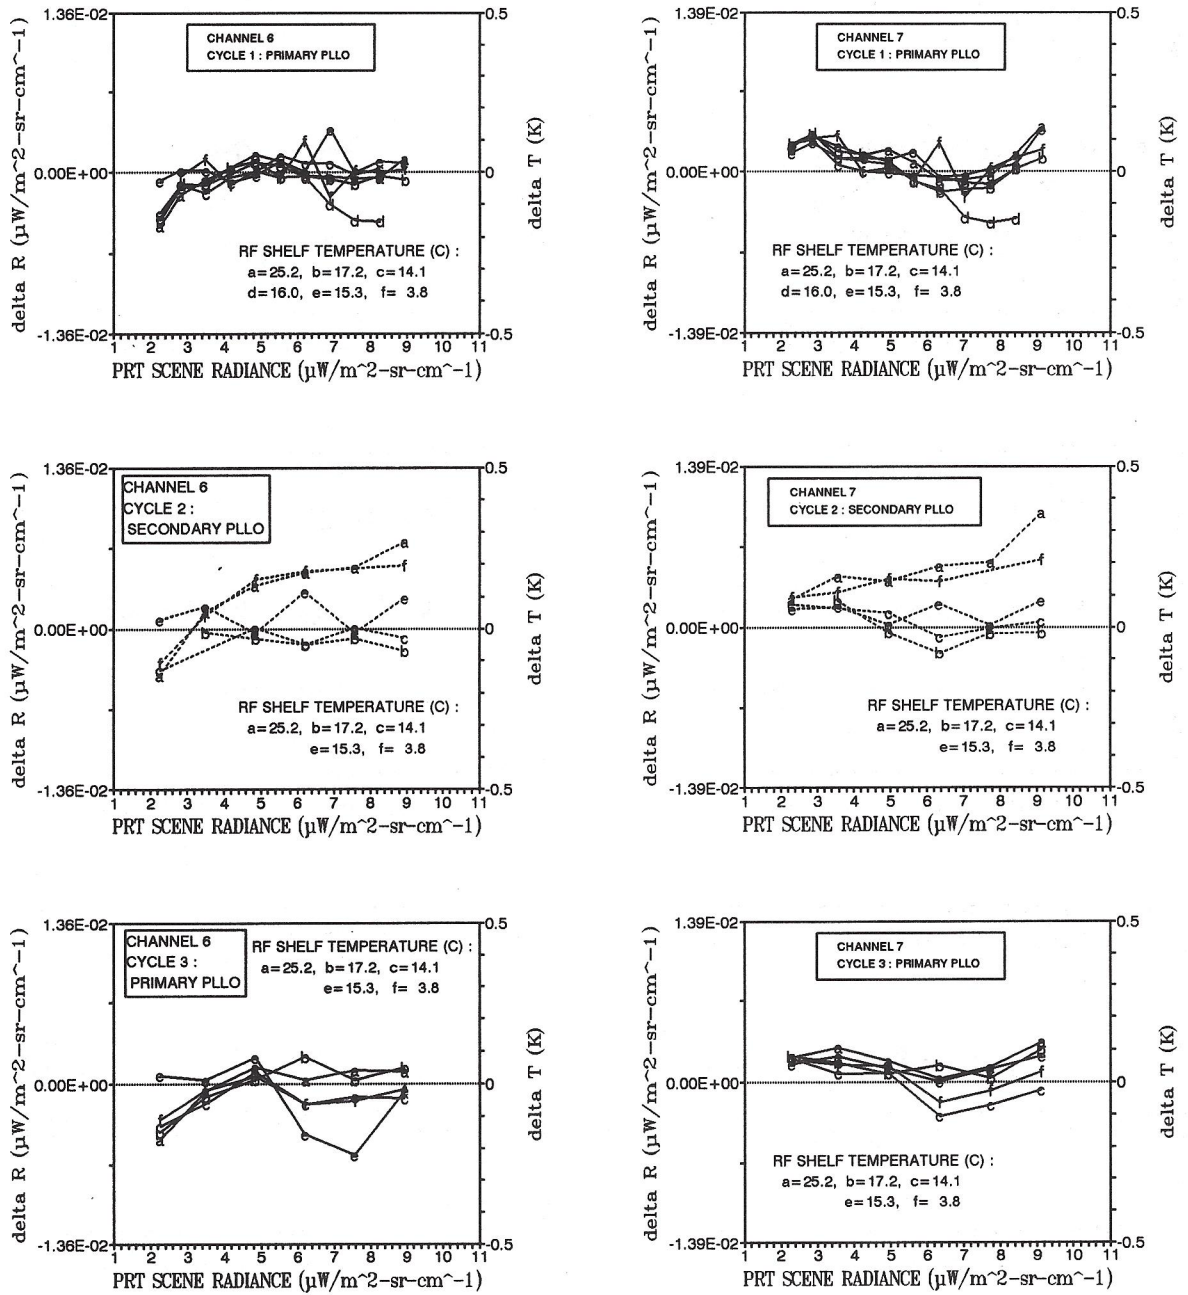 1.36E-02
0.5
CHANNEL 6
CYCLE 1 : PRIMARY PLLO
0.00E+00
0
delta R (µW/m^2-sr-cm^-1)
delta T (K)
RF SHELF TEMPERATURE (C) :
a=25.2, b=17.2, c=14.1
d=16.0, e=15.3, f= 3.8
-1.36E-02
-0.5
1 2 3 4 5 6 7 8 9 10 11
PRT SCENE RADIANCE (µW/m^2-sr-cm^-1)
1.39E-02
0.5
CHANNEL 7
CYCLE 1 : PRIMARY PLLO
0.00E+00
0
delta R (µW/m^2-sr-cm^-1)
delta T (K)
RF SHELF TEMPERATURE (C) :
a=25.2, b=17.2, c=14.1
d=16.0, e=15.3, f= 3.8
-1.39E-02
-0.5
1 2 3 4 5 6 7 8 9 10 11
PRT SCENE RADIANCE (µW/m^2-sr-cm^-1)
1.36E-02
0.5
CHANNEL 6
CYCLE 2 :
SECONDARY PLLO
0.00E+00
0
delta R (µW/m^2-sr-cm^-1)
delta T (K)
RF SHELF TEMPERATURE (C) :
a=25.2, b=17.2, c=14.1
e=15.3, f= 3.8
-1.36E-02
-0.5
1 2 3 4 5 6 7 8 9 10 11
PRT SCENE RADIANCE (µW/m^2-sr-cm^-1)
1.39E-02
0.5
CHANNEL 7
CYCLE 2 : SECONDARY PLLO
0.00E+00
0
delta R (µW/m^2-sr-cm^-1)
delta T (K)
RF SHELF TEMPERATURE (C) :
a=25.2, b=17.2, c=14.1
e=15.3, f= 3.8
-1.39E-02
-0.5
1 2 3 4 5 6 7 8 9 10 11
PRT SCENE RADIANCE (µW/m^2-sr-cm^-1)
1.36E-02
0.5
CHANNEL 6
CYCLE 3 :
PRIMARY PLLO
RF SHELF TEMPERATURE (C) :
a=25.2, b=17.2, c=14.1
e=15.3, f= 3.8
0.00E+00
0
delta R (µW/m^2-sr-cm^-1)
delta T (K)
-1.36E-02
-0.5
1 2 3 4 5 6 7 8 9 10 11
PRT SCENE RADIANCE (µW/m^2-sr-cm^-1)
1.39E-02
0.5
CHANNEL 7
CYCLE 3 : PRIMARY PLLO
0.00E+00
0
delta R (µW/m^2-sr-cm^-1)
delta T (K)
RF SHELF TEMPERATURE (C) :
a=25.2, b=17.2, c=14.1
e=15.3, f= 3.8
-1.39E-02
-0.5
1 2 3 4 5 6 7 8 9 10 11
PRT SCENE RADIANCE (µW/m^2-sr-cm^-1)